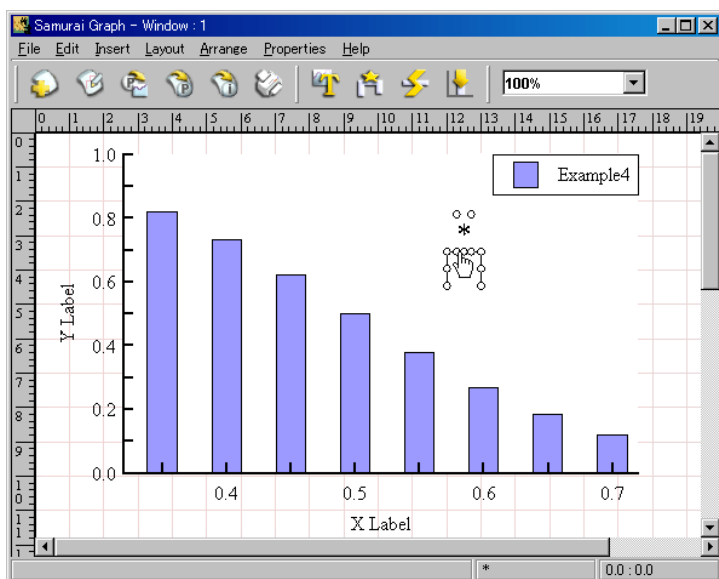 Samurai Graph - Window : 1
File Edit Insert Layout Arrange Properties Help
P P i T 100%
0 1 2 3 4 5 6 7 8 9 10 11 12 13 14 15 16 17 18 19
0
1
2
3
4
5
6
7
8
9
10
11
1.0
0.8
0.6
0.4
0.2
0.0
Y Label
Example4
*
0.4 0.5 0.6 0.7
X Label
* 0.0 : 0.0